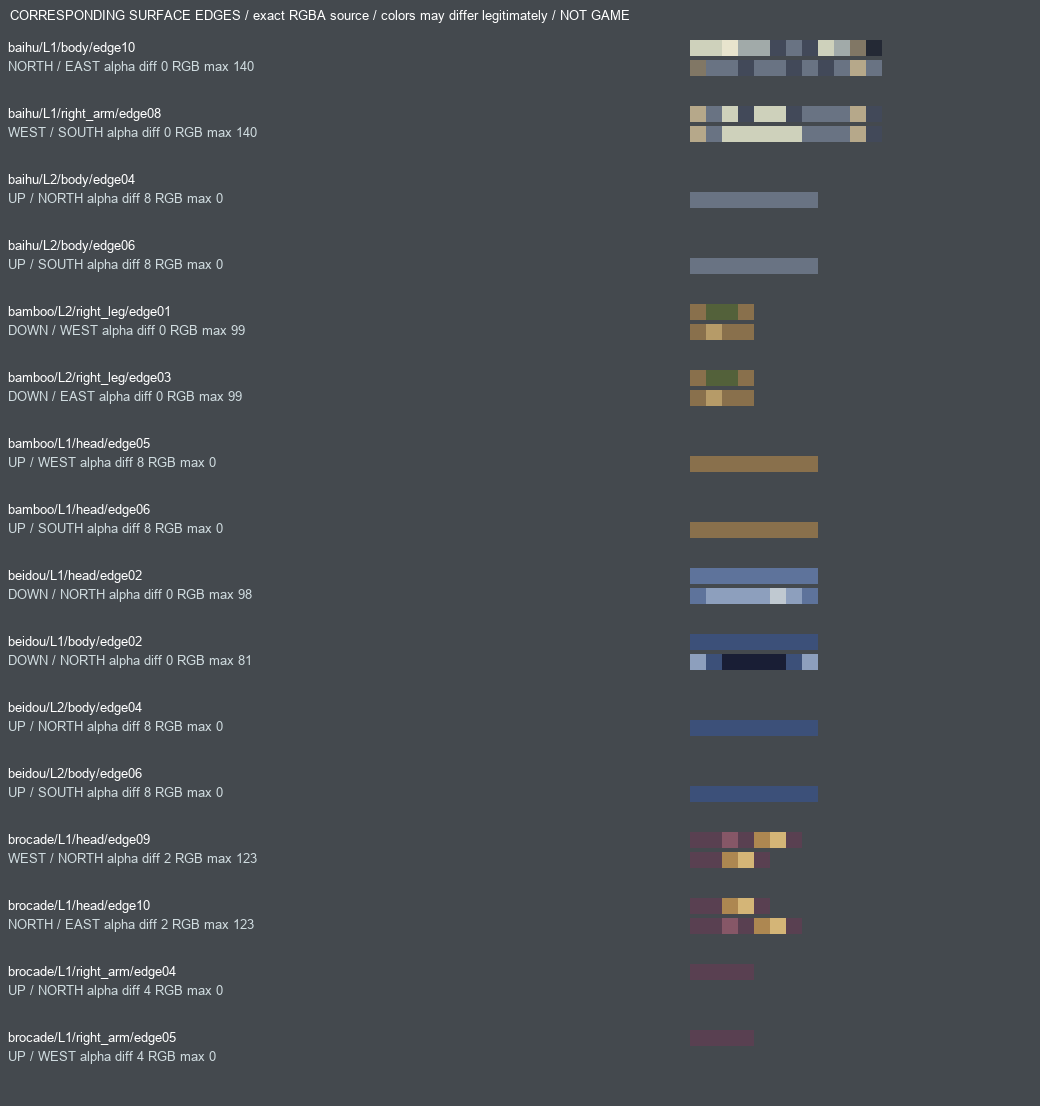 CORRESPONDING SURFACE EDGES / exact RGBA source / colors may differ legitimately / NOT GAME
baihu/L1/body/edge10
NORTH / EAST alpha diff 0 RGB max 140
baihu/L1/right_arm/edge08
WEST / SOUTH alpha diff 0 RGB max 140
baihu/L2/body/edge04
UP / NORTH alpha diff 8 RGB max 0
baihu/L2/body/edge06
UP / SOUTH alpha diff 8 RGB max 0
bamboo/L2/right_leg/edge01
DOWN / WEST alpha diff 0 RGB max 99
bamboo/L2/right_leg/edge03
DOWN / EAST alpha diff 0 RGB max 99
bamboo/L1/head/edge05
UP / WEST alpha diff 8 RGB max 0
bamboo/L1/head/edge06
UP / SOUTH alpha diff 8 RGB max 0
beidou/L1/head/edge02
DOWN / NORTH alpha diff 0 RGB max 98
beidou/L1/body/edge02
DOWN / NORTH alpha diff 0 RGB max 81
beidou/L2/body/edge04
UP / NORTH alpha diff 8 RGB max 0
beidou/L2/body/edge06
UP / SOUTH alpha diff 8 RGB max 0
brocade/L1/head/edge09
WEST / NORTH alpha diff 2 RGB max 123
brocade/L1/head/edge10
NORTH / EAST alpha diff 2 RGB max 123
brocade/L1/right_arm/edge04
UP / NORTH alpha diff 4 RGB max 0
brocade/L1/right_arm/edge05
UP / WEST alpha diff 4 RGB max 0